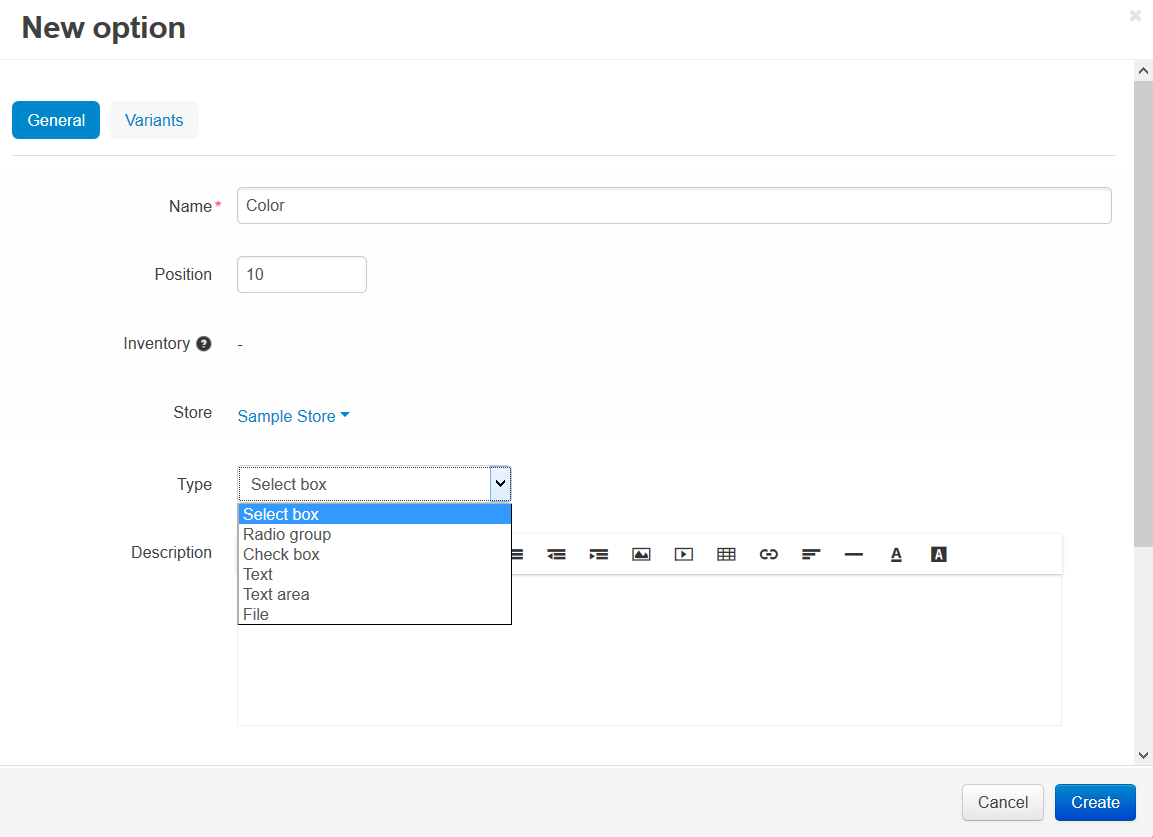 New option
General Variants
Name*
Color
Position
10
Inventory ?
-
Store
Sample Store
Type
Select box
Select box
Radio group
Check box
Text
Text area
File
Description
A A
Cancel Create